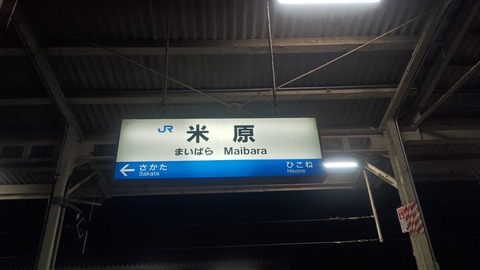 JR 米原
まいばら Maibara
← さかた ひこね
Sakata Hikone